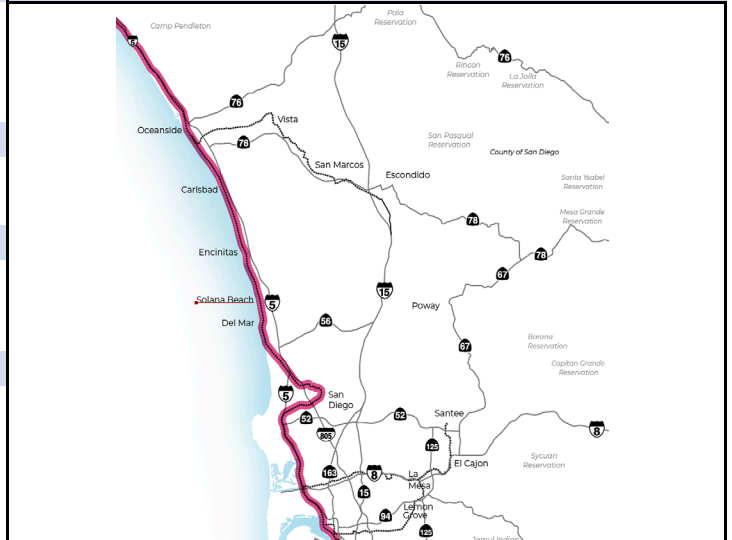 Camp Pendleton
Pala
Reservation
5
15
76
Rincon
Reservation
La Jolla
Reservation
76
Oceanside
Vista
78
San Pasqual
Reservation
County of San Diego
San Marcos
Escondido
Carlsbad
Santa Ysabel
Reservation
Mesa Grande
Reservation
78
78
Encinitas
67
15
Solana Beach
5
Poway
Del Mar
56
67
Barona
Reservation
Capitan Grande
Reservation
5
San
Diego
52
52
Santee
805
125
8
El Cajon
Sycuan
Reservation
163
8
La
Mesa
15
Lemon
Grove
94
125
Jamul Indian